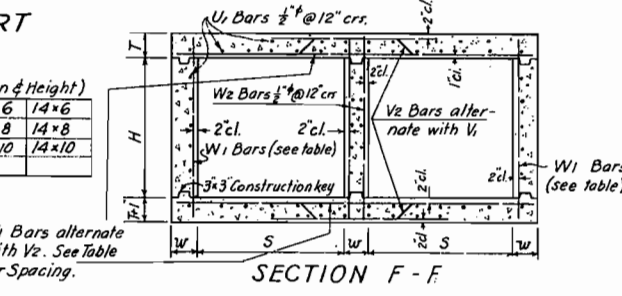 RT
n & Height)
6 14×6
8 14×8
10 14×10
U₁ Bars ½"ᶲ@12" crs.
2"cl.
T
1"cl.
W2 Bars ½"ᶲ@12"crs
2"cl.
V2 Bars alter-
nate with V₁
H
2"cl. 2"cl.
W1 Bars (see table)
3"×3" Construction key
2"cl.
2"cl.
W1 Bars
(see table)
T+1"
2"cl.
Bars alternate
ith V2. See Table
r Spacing.
W S W S W
SECTION F-F